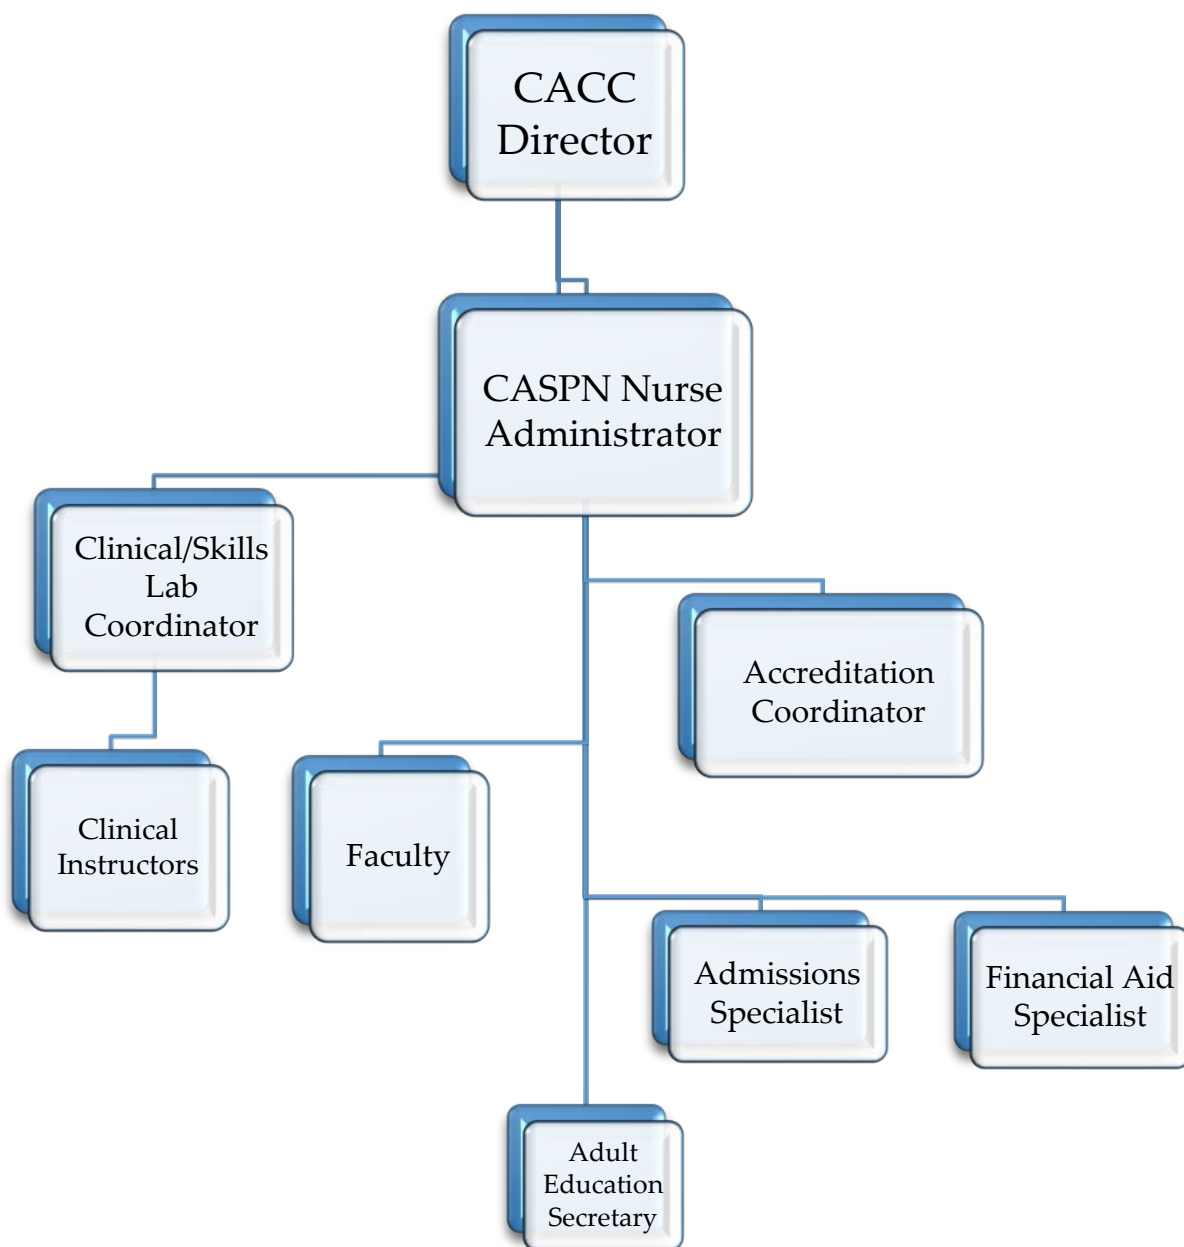 CACC
Director
CASPN Nurse
Administrator
Clinical/Skills
Lab
Coordinator
Accreditation
Coordinator
Clinical
Instructors
Faculty
Admissions
Specialist
Financial Aid
Specialist
Adult
Education
Secretary